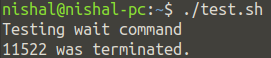 nishal@nishal-pc:~$ ./test.sh
Testing wait command
11522 was terminated.